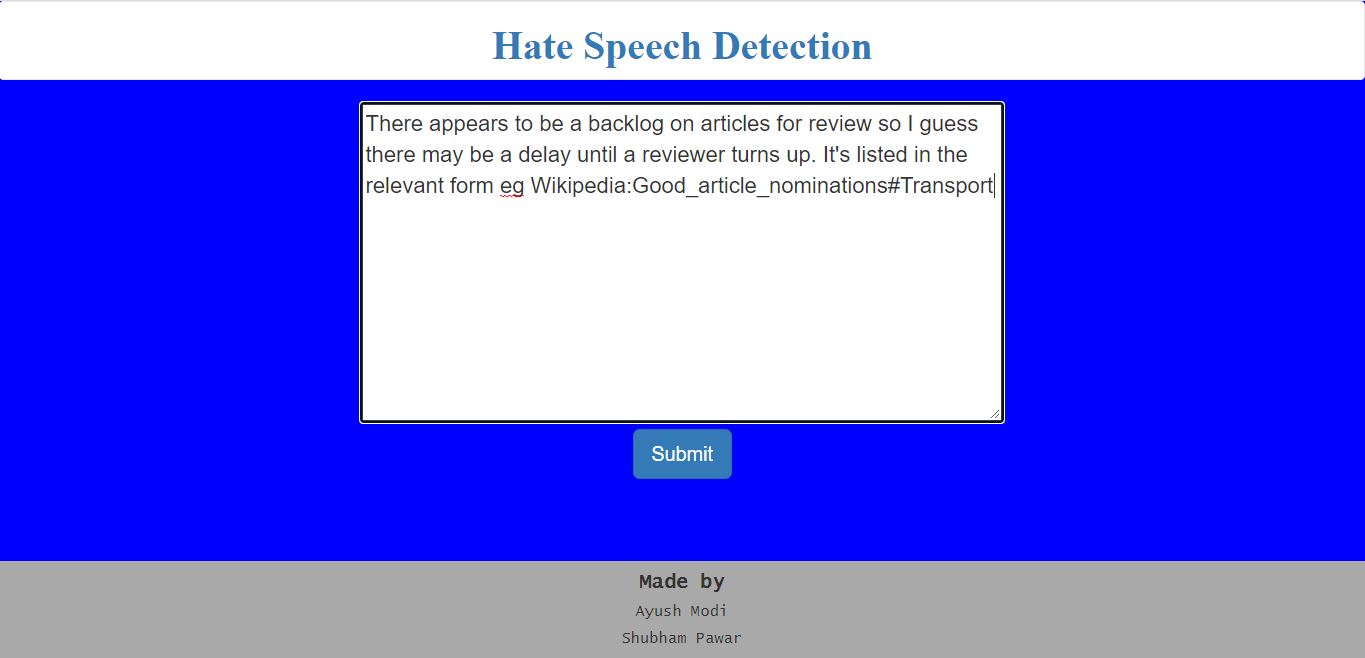 Hate Speech Detection
There appears to be a backlog on articles for review so I guess
there may be a delay until a reviewer turns up. It's listed in the
relevant form eg Wikipedia:Good_article_nominations#Transport
Submit
Made by
Ayush Modi
Shubham Pawar